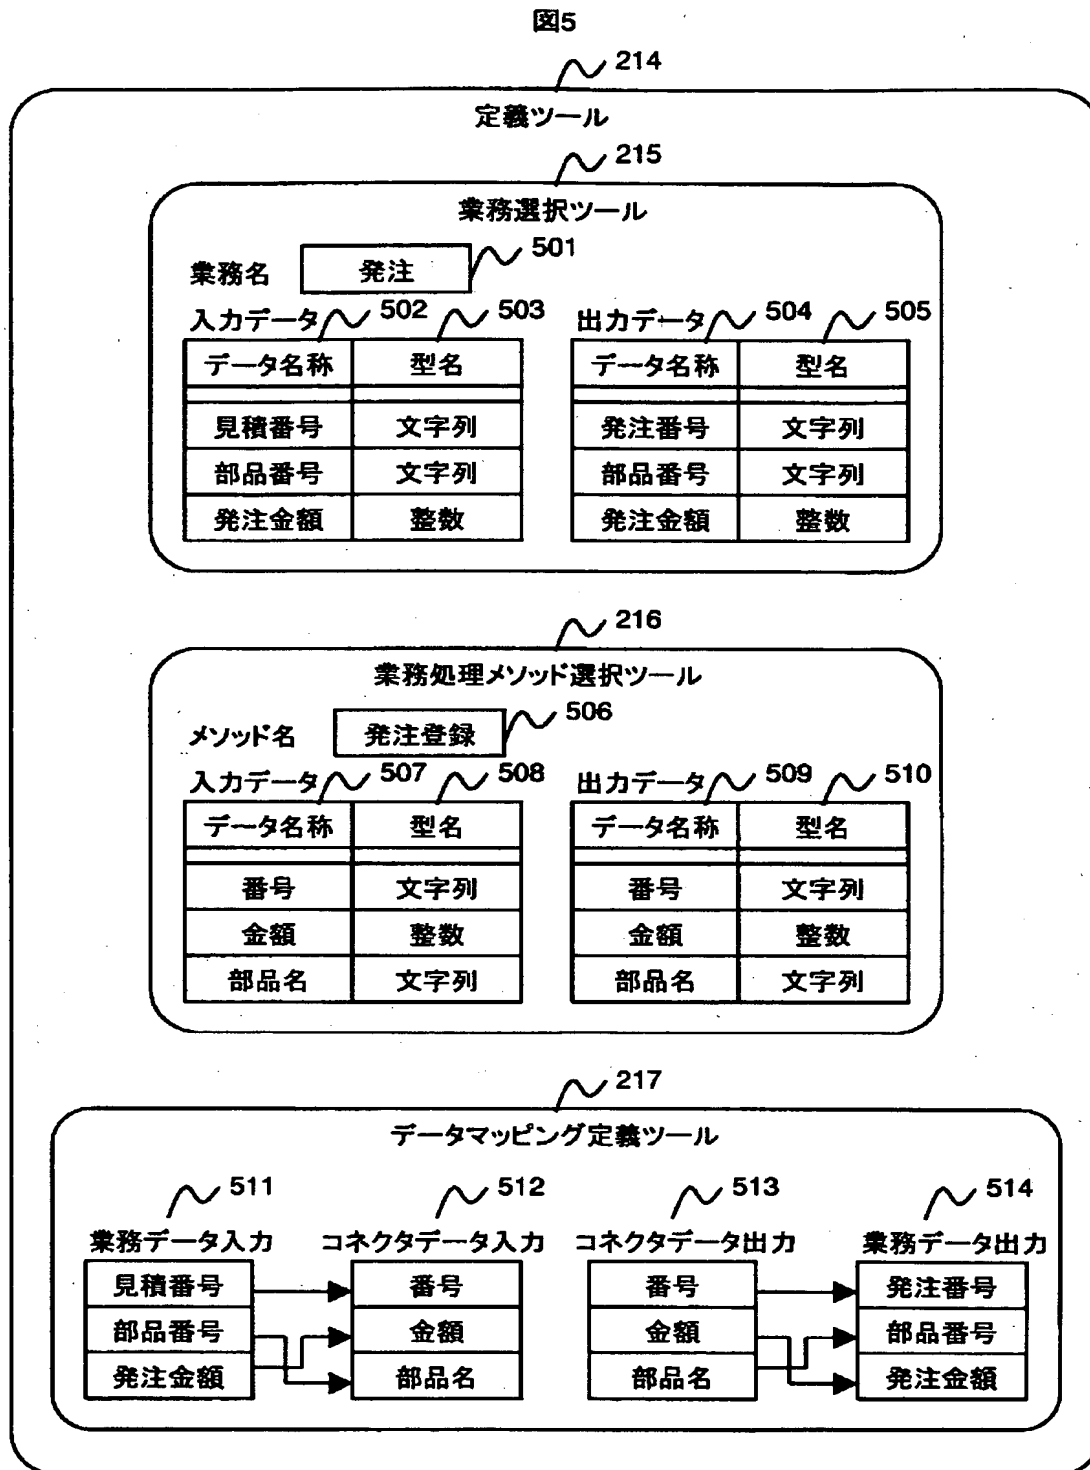 図5
214
定義ツール
215
業務選択ツール
業務名 発注 501
入力データ 502 503 出力データ 504 505
データ名称 型名 データ名称 型名
見積番号 文字列 発注番号 文字列
部品番号 文字列 部品番号 文字列
発注金額 整数 発注金額 整数
216
業務処理メソッド選択ツール
メソッド名 発注登録 506
入力データ 507 508 出力データ 509 510
データ名称 型名 データ名称 型名
番号 文字列 番号 文字列
金額 整数 金額 整数
部品名 文字列 部品名 文字列
217
データマッピング定義ツール
511 512 513 514
業務データ入力 コネクタデータ入力 コネクタデータ出力 業務データ出力
見積番号 番号 番号 発注番号
部品番号 金額 金額 部品番号
発注金額 部品名 部品名 発注金額